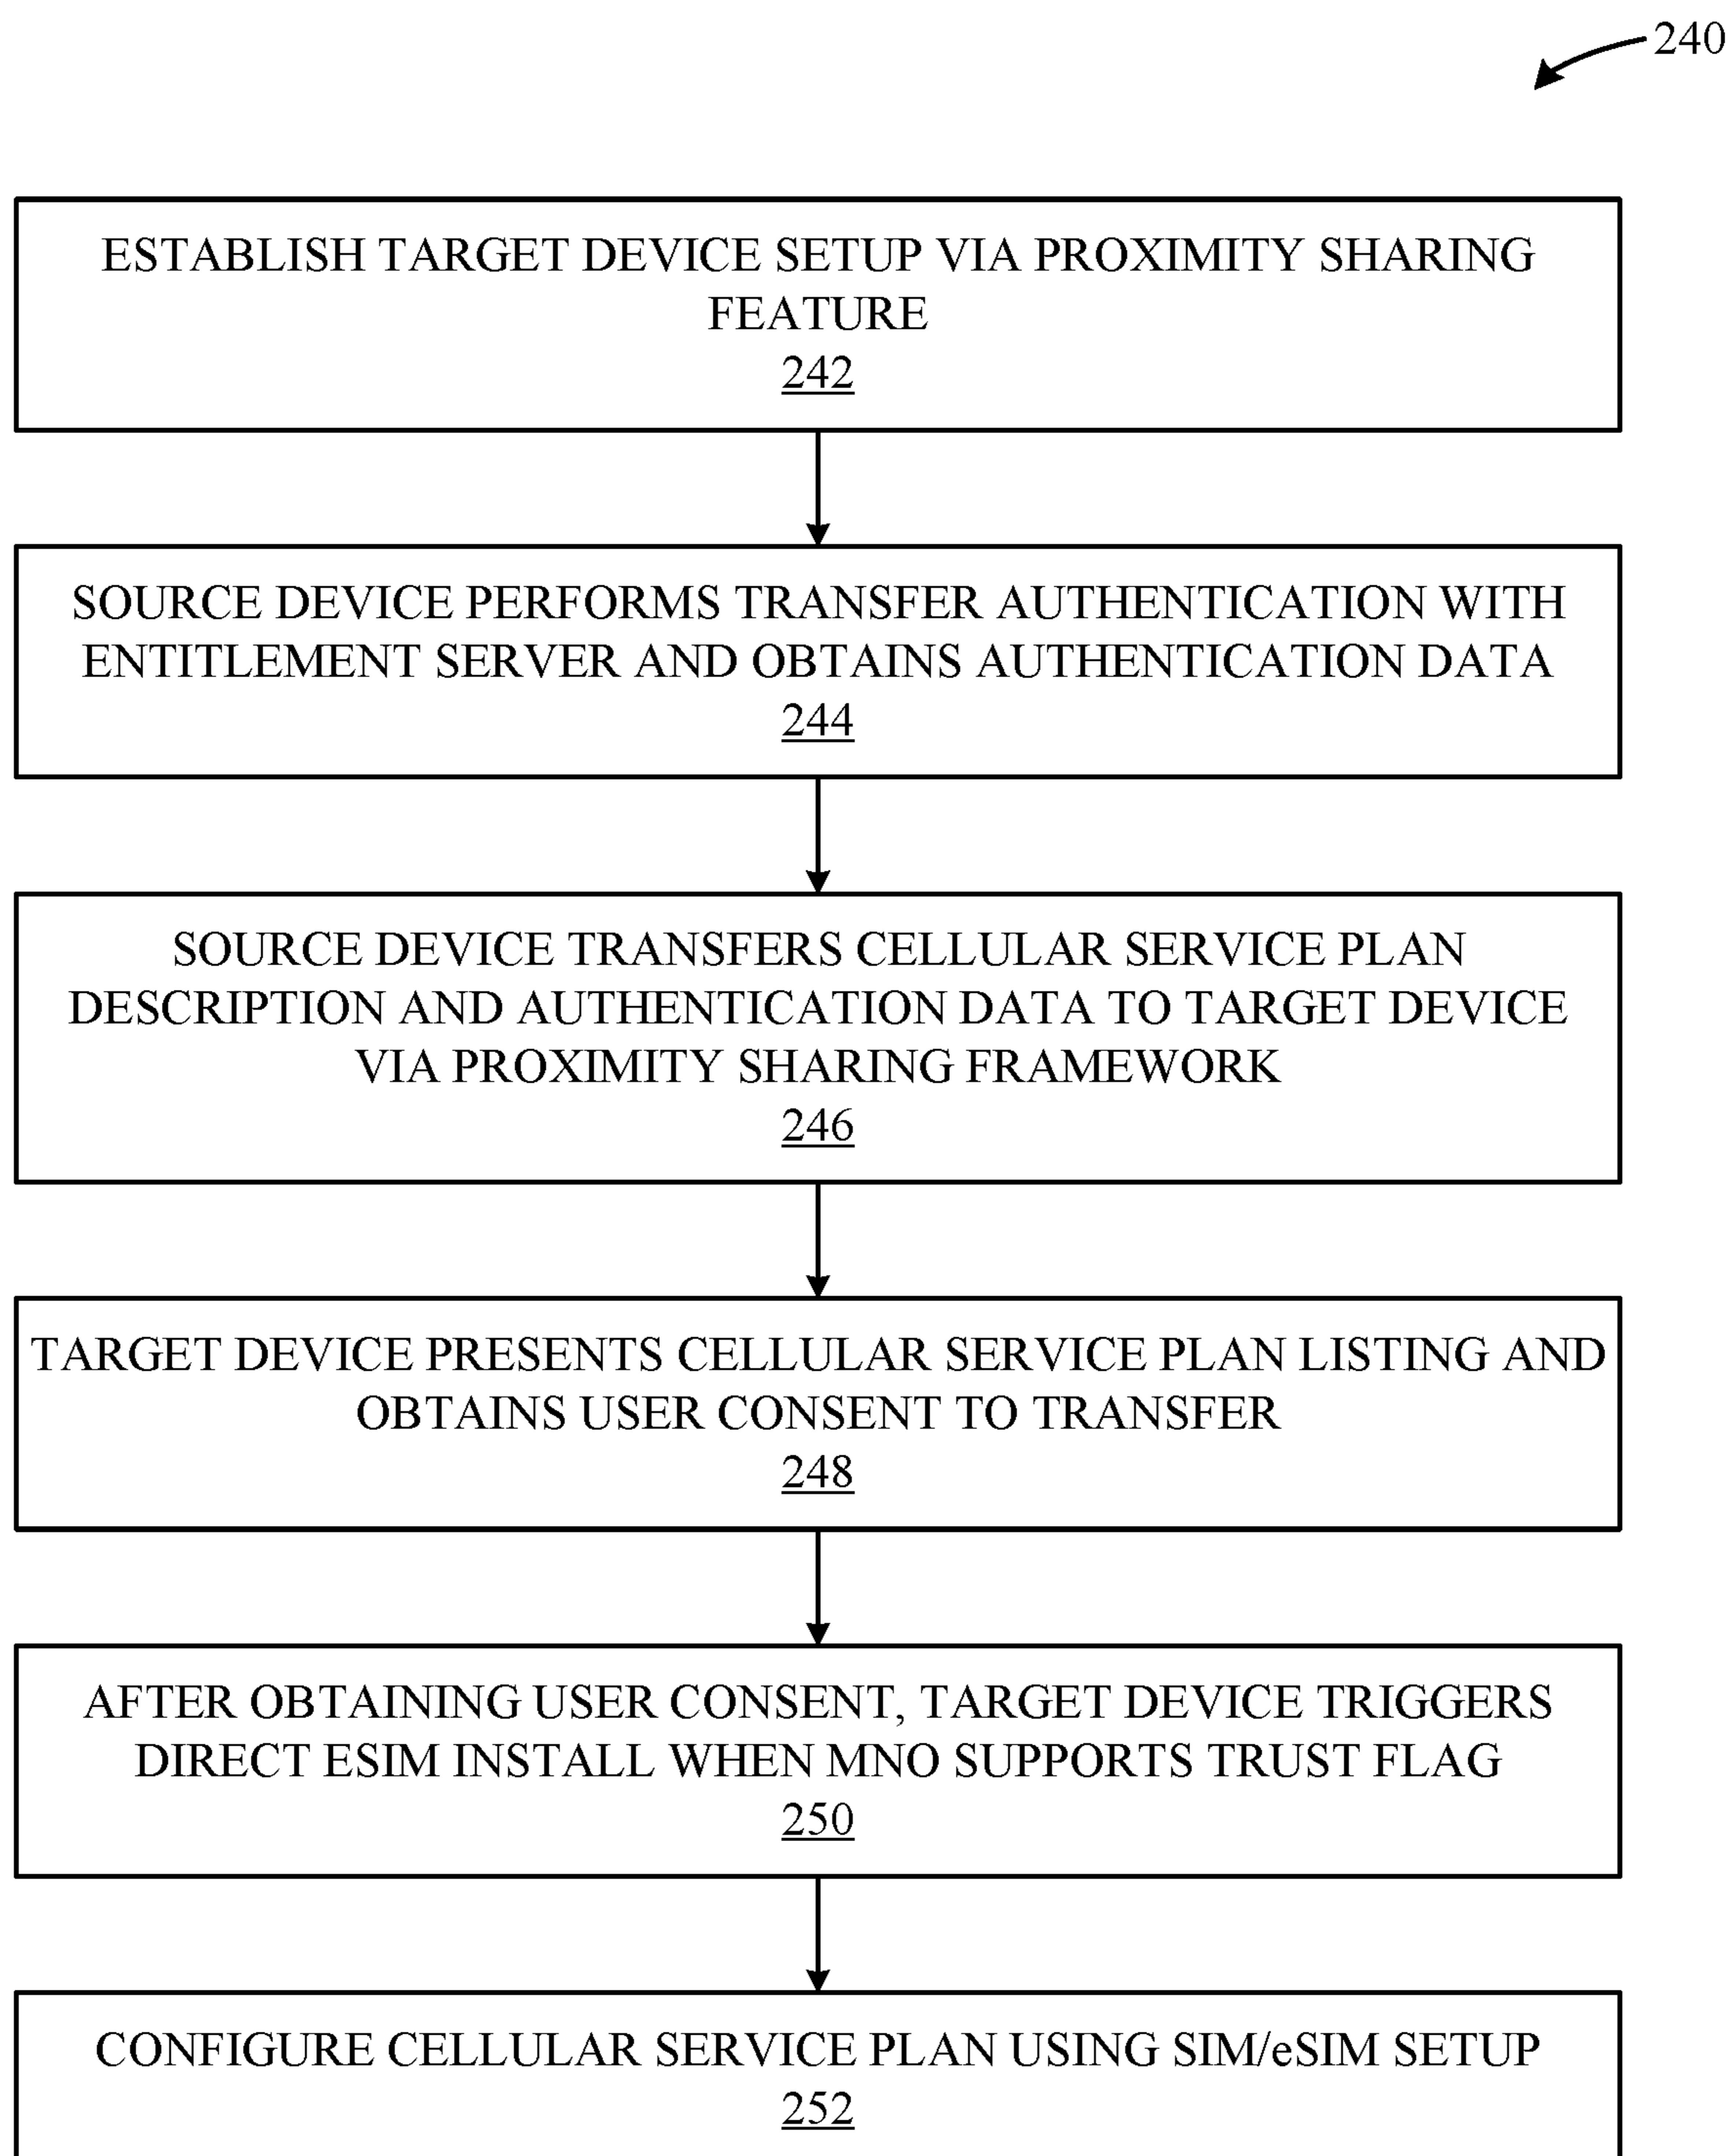 240
ESTABLISH TARGET DEVICE SETUP VIA PROXIMITY SHARING
FEATURE
242
SOURCE DEVICE PERFORMS TRANSFER AUTHENTICATION WITH
ENTITLEMENT SERVER AND OBTAINS AUTHENTICATION DATA
244
SOURCE DEVICE TRANSFERS CELLULAR SERVICE PLAN
DESCRIPTION AND AUTHENTICATION DATA TO TARGET DEVICE
VIA PROXIMITY SHARING FRAMEWORK
246
TARGET DEVICE PRESENTS CELLULAR SERVICE PLAN LISTING AND
OBTAINS USER CONSENT TO TRANSFER
248
AFTER OBTAINING USER CONSENT, TARGET DEVICE TRIGGERS
DIRECT ESIM INSTALL WHEN MNO SUPPORTS TRUST FLAG
250
CONFIGURE CELLULAR SERVICE PLAN USING SIM/eSIM SETUP
252